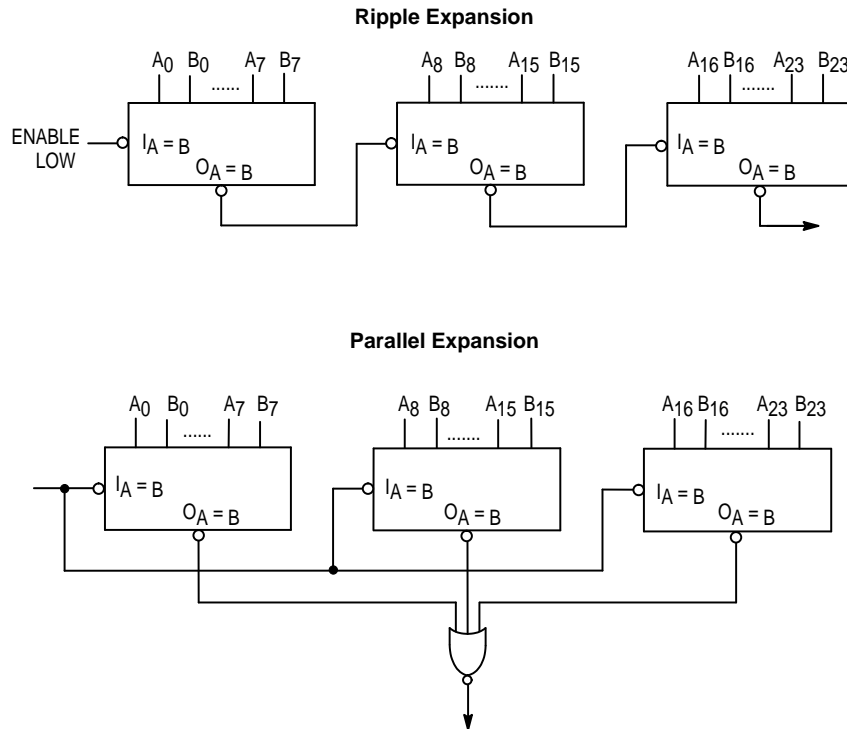 Ripple Expansion
A0 B0 ...... A7 B7
A8 B8 ....... A15 B15
A16 B16 ....... A23 B23
ENABLE
LOW
IA = B
OA = B
IA = B
OA = B
IA = B
OA = B
Parallel Expansion
A0 B0 ...... A7 B7
A8 B8 ....... A15 B15
A16 B16 ....... A23 B23
IA = B
OA = B
IA = B
OA = B
IA = B
OA = B